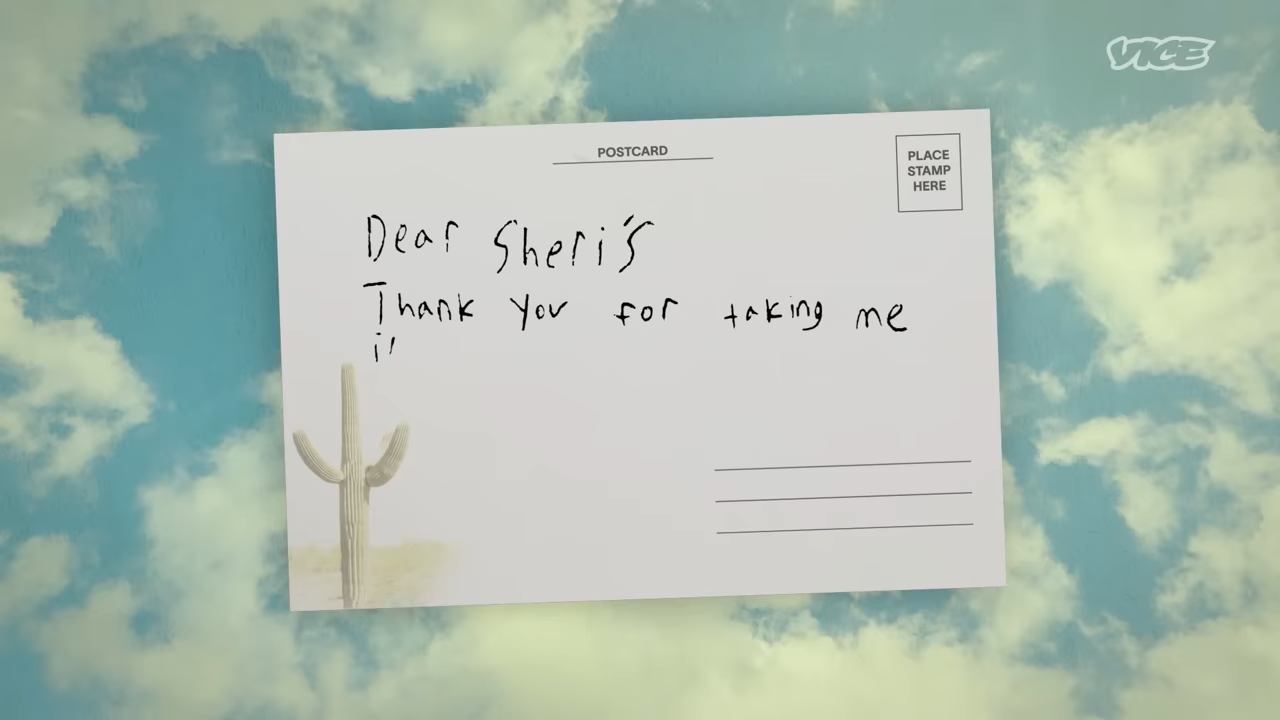 VICE
POSTCARD
PLACE
STAMP
HERE
Dear Sheri's
Thank you for taking me